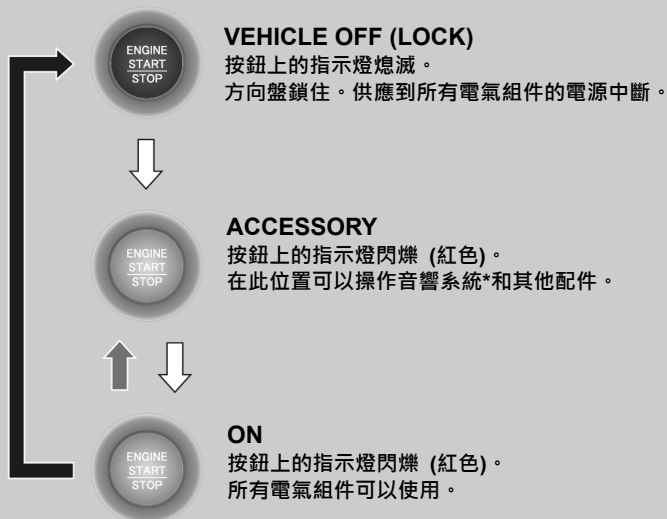 ENGINE
START
STOP
VEHICLE OFF (LOCK)
按鈕上的指示燈熄滅。
方向盤鎖住。供應到所有電氣組件的電源中斷。
ENGINE
START
STOP
ACCESSORY
按鈕上的指示燈閃爍 (紅色)。
在此位置可以操作音響系統*和其他配件。
ENGINE
START
STOP
ON
按鈕上的指示燈閃爍 (紅色)。
所有電氣組件可以使用。